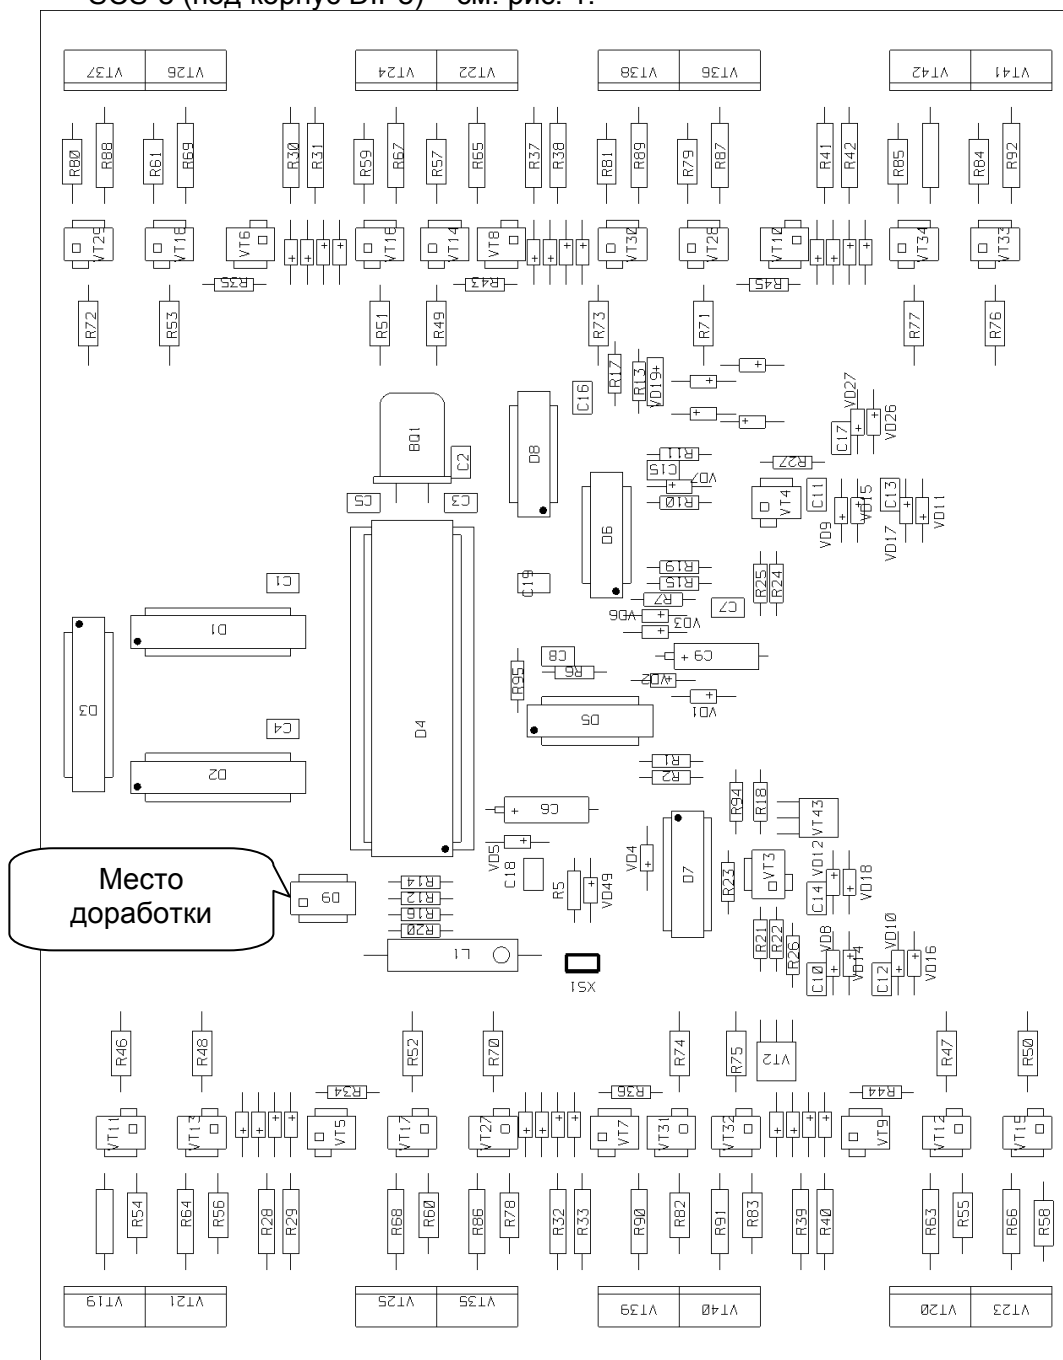 SCS-8 (под корпус DIP8) – см. рис. 1.
VT37 VT26 VT24 VT22 VT38 VT36 VT42 VT41
R80 R88 R61 R69 R30 R31 R59 R67 R57 R65 R37 R38 R81 R89 R79 R87 R41 R42 R85 R84 R92
VT29 VT18 VT6 VT16 VT14 VT8 VT30 VT28 VT10 VT34 VT33
R35 R43 R45
R72 R53 R51 R49 R73 R71 R77 R76
R17 R13 VD19 C16
VD27 VD26 C17
BQ1 C2 D8 R11 C15 VD7 R27
C5 C3 R10 VT4 C11 VD15 VD9 C13 VD17 VD11
D6
C1 C19 R19 R15 R25 R24
R7 C7
D1 VD6 VD3
C8 C9
R95 R6 VD2
D3 VD1
C4 D4 D5
D2 R1 R2
C6 R94 R18 VT43
VD5 C18 VD4 D7 VT3 VD12
Место
доработки
D9 R14 R12 R16 R20 R5 VD49 R23 C14 VD18
L1 R21 R22 R26 VD8 VD14 C10 VD10 VD16 C12
XS1
R46 R48 R52 R70 R74 R75 VT2 R47 R50
R34 R36 R44
VT11 VT13 VT5 VT17 VT27 VT7 VT31 VT32 VT9 VT12 VT15
R54 R64 R56 R28 R29 R68 R60 R86 R78 R32 R33 R90 R82 R91 R83 R39 R40 R63 R55 R66 R58
VT19 VT21 VT25 VT35 VT39 VT40 VT20 VT23